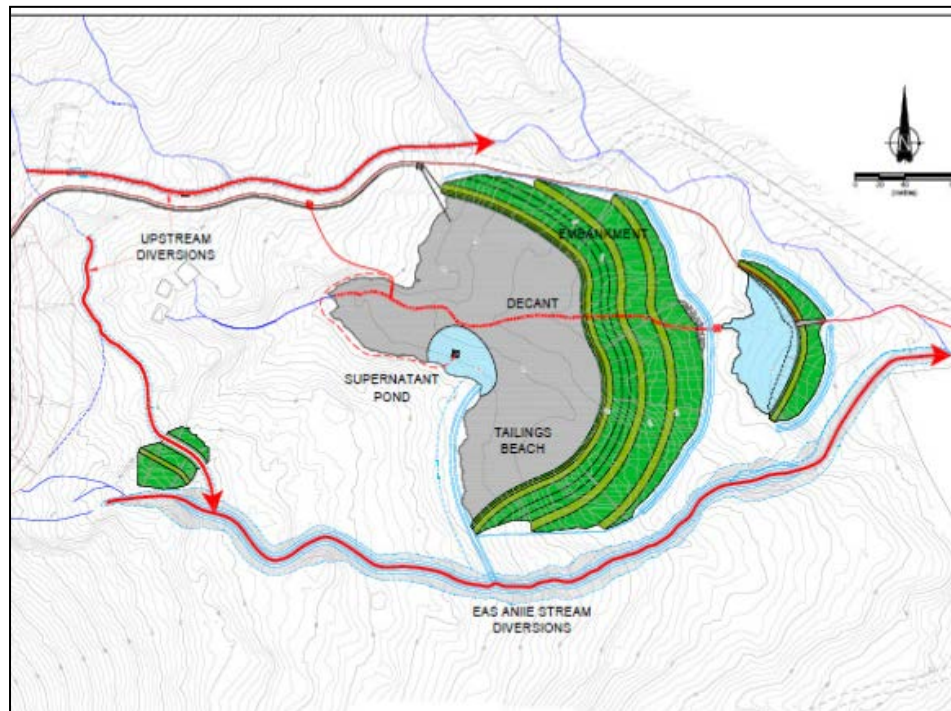 N
UPSTREAM
DIVERSIONS
EMBANKMENT
DECANT
SUPERNATANT
POND
TAILINGS
BEACH
EAS ANIIE STREAM
DIVERSIONS